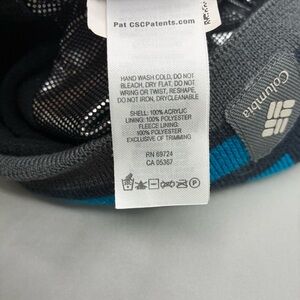 Pat CSCPatents.com.
HAND WASH COLD, DO NOT
BLEACH, DRY FLAT, DO NOT
WRING OR TWIST, RESHAPE,
DO NOT IRON, DRYCLEANABLE
SHELL: 100% ACRYLIC
LINING: 100% POLYESTER
FLEECE LINING:
100% POLYESTER
EXCLUSIVE OF TRIMMING
RN 69724
CA 05367
Columbia